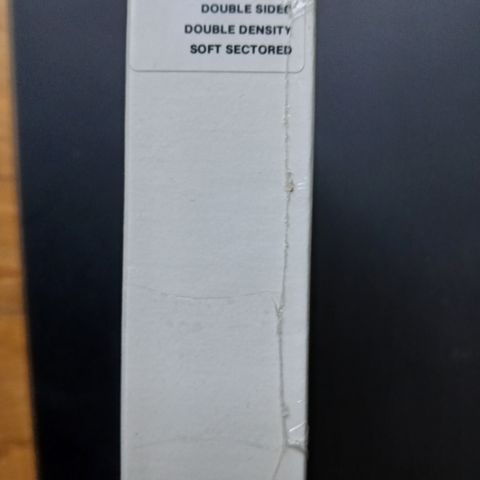 DOUBLE SIDED
DOUBLE DENSITY
SOFT SECTORED